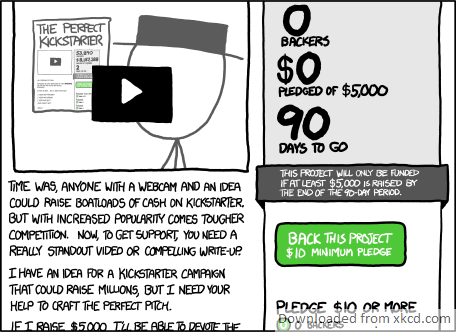 THE PERFECT
KICKSTARTER
0
BACKERS
$0
PLEDGED OF $5,000
90
DAYS TO GO
THIS PROJECT WILL ONLY BE FUNDED
IF AT LEAST $5,000 IS RAISED BY
THE END OF THE 90-DAY PERIOD.
BACK THIS PROJECT
$10 MINIMUM PLEDGE
PLEDGE $10 OR MORE
0 BACKERS
TIME WAS, ANYONE WITH A WEBCAM AND AN IDEA
COULD RAISE BOATLOADS OF CASH ON KICKSTARTER.
BUT WITH INCREASED POPULARITY COMES TOUGHER
COMPETITION. NOW, TO GET SUPPORT, YOU NEED A
REALLY STANDOUT VIDEO OR COMPELLING WRITE-UP.
I HAVE AN IDEA FOR A KICKSTARTER CAMPAIGN
THAT COULD RAISE MILLIONS, BUT I NEED YOUR
HELP TO CRAFT THE PERFECT PITCH.
IF I RAISE $5,000, I'LL BE ABLE TO DEVOTE THE
Downloaded from xkcd.com